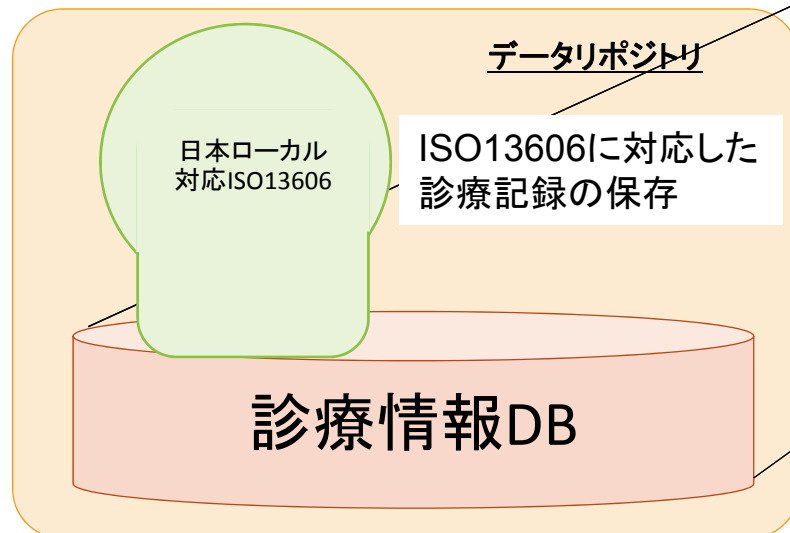 データリポジトリ
日本ローカル
対応ISO13606
ISO13606に対応した
診療記録の保存
診療情報DB